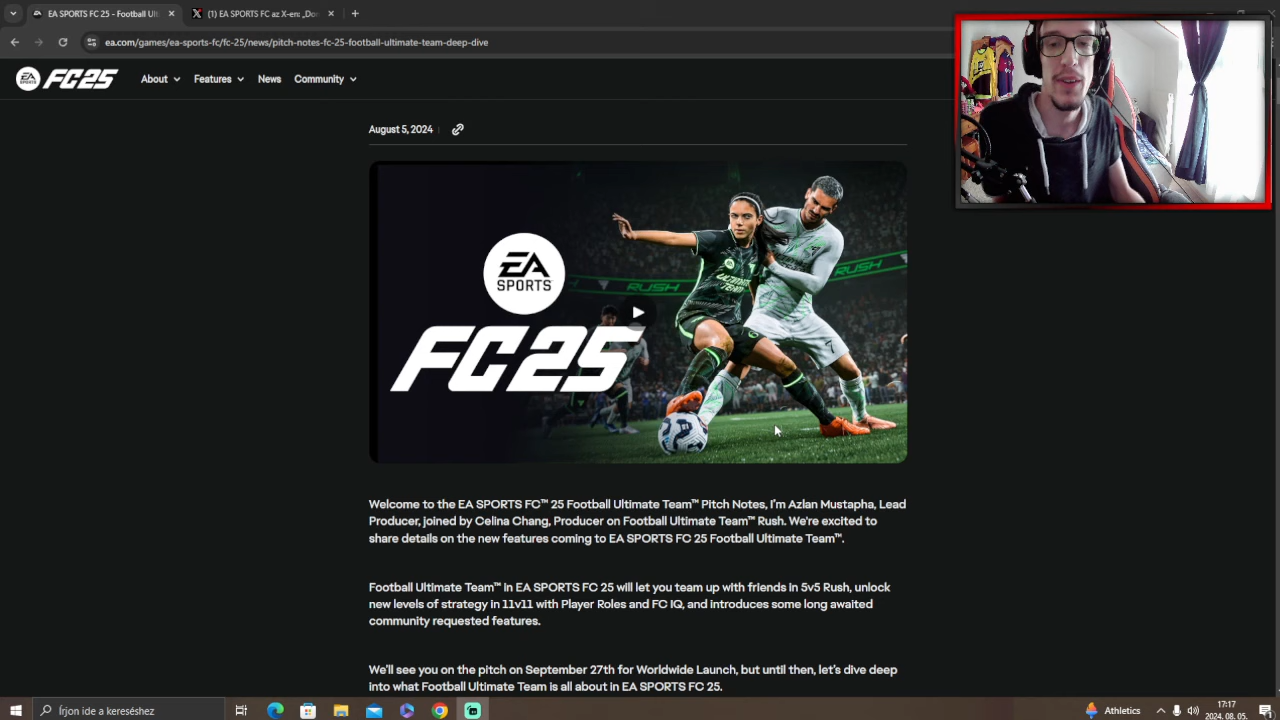 EA SPORTS FC 25 - Football Ult
(1) EA SPORTS FC az X-en: „Dor
ea.com/games/ea-sports-fc/fc-25/news/pitch-notes-fc-25-football-ultimate-team-deep-dive
EA SPORTS FC25 About Features News Community
August 5, 2024
RUSH
RUSH
ULTIMATE TEAM
7
EA SPORTS
FC25
Welcome to the EA SPORTS FC™ 25 Football Ultimate Team™ Pitch Notes, I'm Azlan Mustapha, Lead
Producer, joined by Celina Chang, Producer on Football Ultimate Team™ Rush. We're excited to
share details on the new features coming to EA SPORTS FC 25 Football Ultimate Team™.
Football Ultimate Team™ in EA SPORTS FC 25 will let you team up with friends in 5v5 Rush, unlock
new levels of strategy in 11v11 with Player Roles and FC IQ, and introduces some long awaited
community requested features.
We'll see you on the pitch on September 27th for Worldwide Launch, but until then, let's dive deep
into what Football Ultimate Team is all about in EA SPORTS FC 25.
Írjon ide a kereséshez
Athletics
17:17
2024. 08. 05.